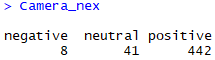 > Camera_nex
negative neutral positive
8 41 442